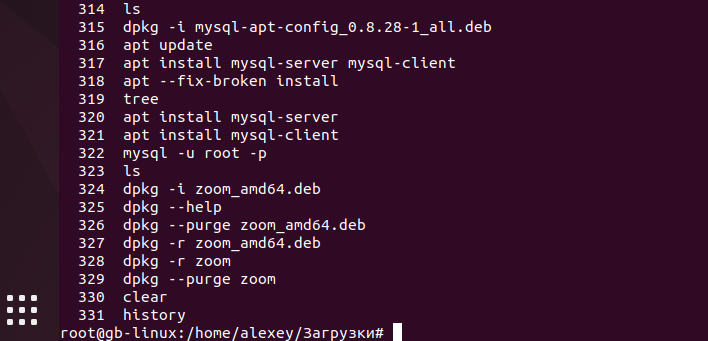 314 ls
315 dpkg -i mysql-apt-config_0.8.28-1_all.deb
316 apt update
317 apt install mysql-server mysql-client
318 apt --fix-broken install
319 tree
320 apt install mysql-server
321 apt install mysql-client
322 mysql -u root -p
323 ls
324 dpkg -i zoom_amd64.deb
325 dpkg --help
326 dpkg --purge zoom_amd64.deb
327 dpkg -r zoom_amd64.deb
328 dpkg -r zoom
329 dpkg --purge zoom
330 clear
331 history
root@gb-linux:/home/alexey/Загрузки#